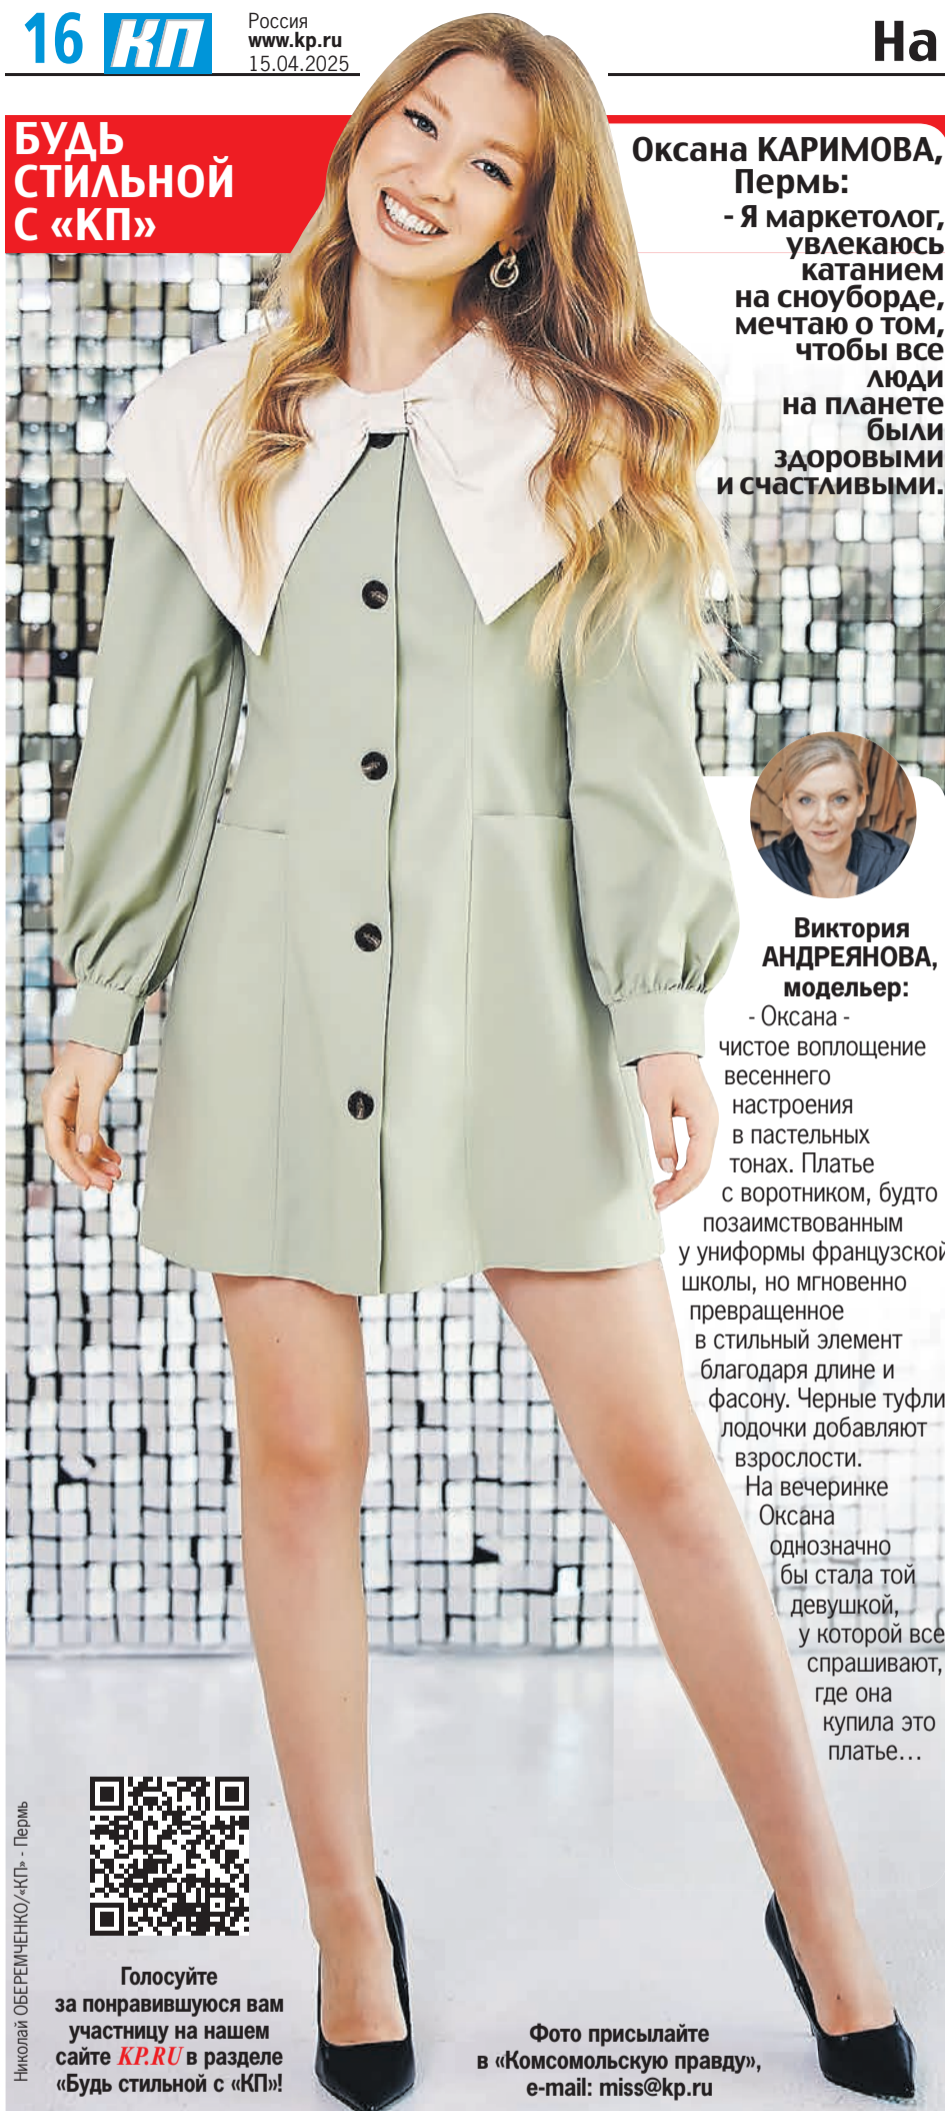 16
КП
Россия
www.kp.ru
15.04.2025
На
БУДЬ
СТИЛЬНОЙ
С «КП»
Оксана КАРИМОВА,
Пермь:
- Я маркетолог,
увлекаюсь
катанием
на сноуборде,
мечтаю о том,
чтобы все
люди
на планете
были
здоровыми
и счастливыми.
Виктория
АНДРЕЯНОВА,
модельер:
- Оксана -
чистое воплощение
весеннего
настроения
в пастельных
тонах. Платье
с воротником, будто
позаимствованным
у униформы французской
школы, но мгновенно
превращенное
в стильный элемент
благодаря длине и
фасону. Черные туфли
лодочки добавляют
взрослости.
На вечеринке
Оксана
однозначно
бы стала той
девушкой,
у которой все
спрашивают,
где она
купила это
платье...
Николай ОБЕРЕМЧЕНКО/«КП» - Пермь
Голосуйте
за понравившуюся вам
участницу на нашем
сайте KP.RU в разделе
«Будь стильной с «КП»!
Фото присылайте
в «Комсомольскую правду»,
e-mail: miss@kp.ru